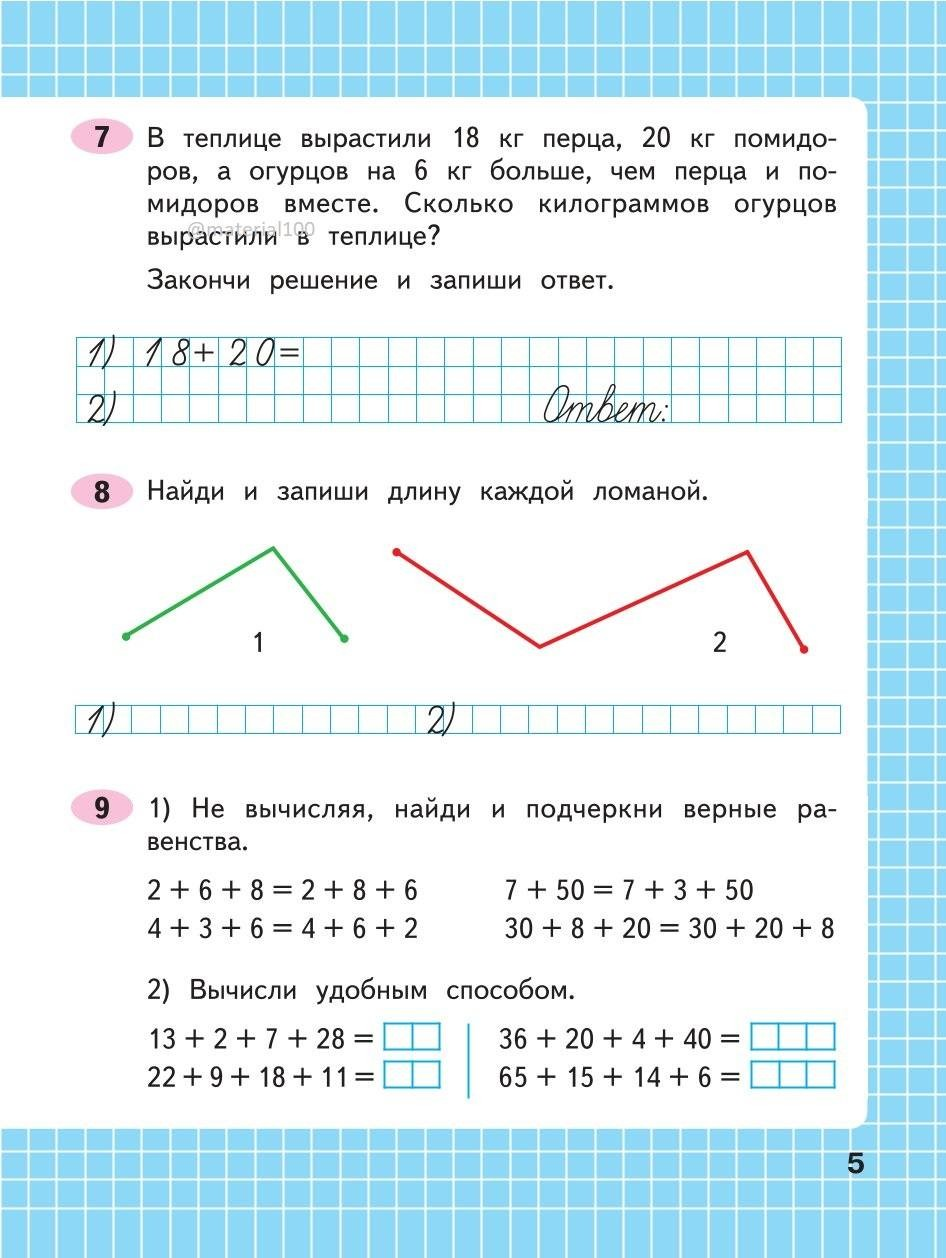 7 В теплице вырастили 18 кг перца, 20 кг помидо-
ров, а огурцов на 6 кг больше, чем перца и по-
мидоров вместе. Сколько килограммов огурцов
@material100
вырастили в теплице?
Закончи решение и запиши ответ.
1) 18+20=
2) Ответ:
8 Найди и запиши длину каждой ломаной.
1 2
1) 2)
9 1) Не вычисляя, найди и подчеркни верные ра-
венства.
2 + 6 + 8 = 2 + 8 + 6 7 + 50 = 7 + 3 + 50
4 + 3 + 6 = 4 + 6 + 2 30 + 8 + 20 = 30 + 20 + 8
2) Вычисли удобным способом.
13 + 2 + 7 + 28 = 36 + 20 + 4 + 40 =
22 + 9 + 18 + 11 = 65 + 15 + 14 + 6 =
5